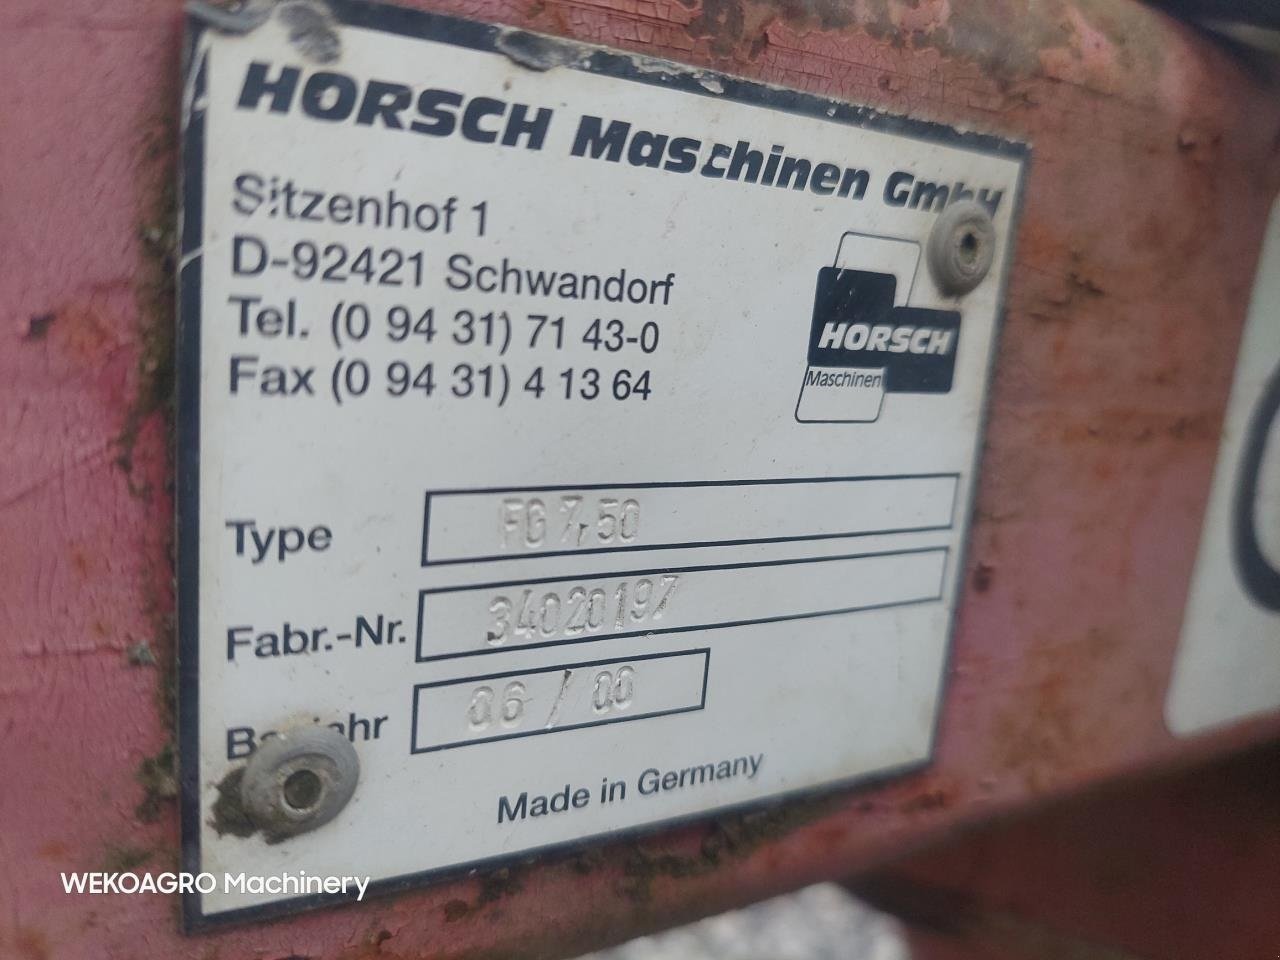 HORSCH Maschinen GmbH
Sitzenhof 1
D-92421 Schwandorf
Tel. (0 94 31) 71 43-0
Fax (0 94 31) 4 13 64
HORSCH
Maschinen
Type FG 7,50
Fabr.-Nr. 34020197
06 / 00
Made in Germany
WEKOAGRO Machinery